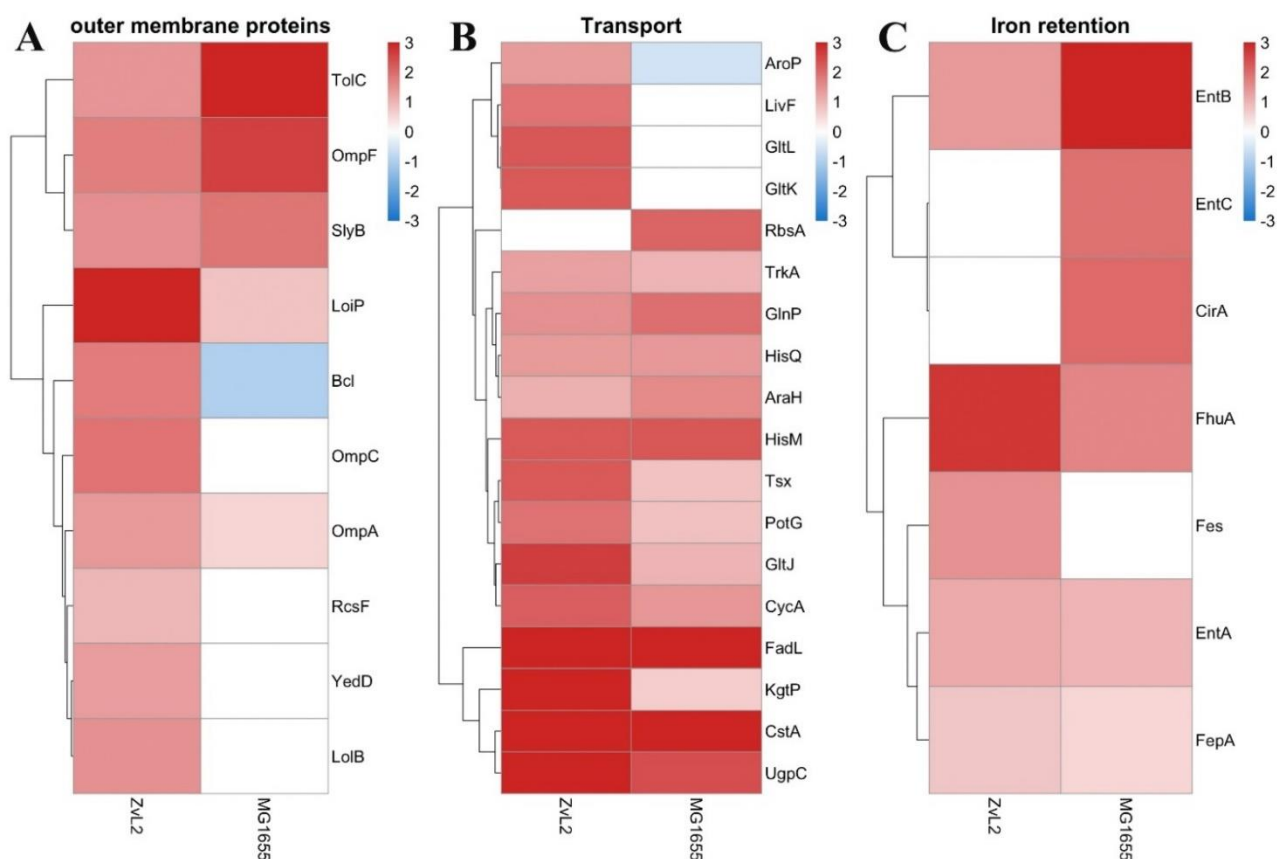 A
outer membrane proteins
TolC
OmpF
SlyB
LoiP
Bcl
OmpC
OmpA
RcsF
YedD
LolB
ZvL2
MG1655
3
2
1
0
-1
-2
-3
B
Transport
AroP
LivF
GltL
GltK
RbsA
TrkA
GlnP
HisQ
AraH
HisM
Tsx
PotG
GltJ
CycA
FadL
KgtP
CstA
UgpC
ZvL2
MG1655
3
2
1
0
-1
-2
-3
C
Iron retention
EntB
EntC
CirA
FhuA
Fes
EntA
FepA
ZvL2
MG1655
3
2
1
0
-1
-2
-3